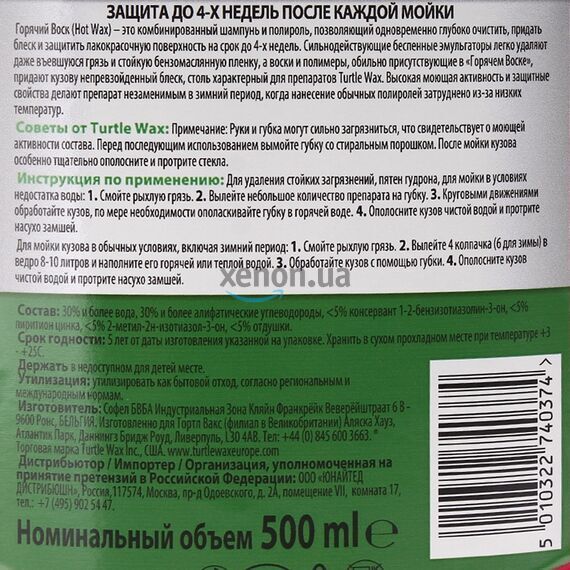 ЗАЩИТА ДО 4-Х НЕДЕЛЬ ПОСЛЕ КАЖДОЙ МОЙКИ
Горячий Воск (Hot Wax) – это комбинированный шампунь и полироль, позволяющий одновременно глубоко очистить, придать
блеск и защитить лакокрасочную поверхность на срок до 4-х недель. Сильнодействующие беспенные эмульгаторы легко удаляют
даже въевшуюся грязь и стойкую бензомаслянную пленку, а воски и полимеры, обильно присутствующие в «Горячем Воске»,
придают кузову непревзойденный блеск, столь характерный для препаратов Turtle Wax. Высокая моющая активность и защитные
свойства делают препарат незаменимым в зимний период, когда нанесение обычных полиролей затруднено из-за низких
температур.
Советы от Turtle Wax: Примечание: Руки и губка могут сильно загрязниться, что свидетельствует о моющей
активности состава. Перед последующим использованием вымойте губку со стиральным порошком. После мойки кузова
особенно тщательно ополосните и протрите стекла.
Инструкция по применению: Для удаления стойких загрязнений, пятен гудрона, для мойки в условиях
недостатка воды: 1. Смойте рыхлую грязь. 2. Вылейте небольшое количество препарата на губку. 3. Круговыми движениями
обработайте кузов, по мере необходимости ополаскивайте губку в горячей воде. 4. Ополосните кузов чистой водой и протрите
насухо замшей.
Для мойки кузова в обычных условиях, включая зимний период: 1. Смойте рыхлую грязь. 2. Вылейте 4 колпачка (6 для зимы) в
ведро 8-10 литров и наполните его горячей или теплой водой. 3. Обработайте кузов с помощью губки. 4. Ополосните кузов
чистой водой и протрите насухо замшей.
xenon.ua
Состав: 30% и более вода, 30% и более алифатические углеводороды, <5% консервант 1-2-бензизотиазолин-3-он, <5%
пиритион цинка, <5% 2-метил-2н-изотиазол-3-он, <5% отдушки.
Срок годности: 5 лет от даты изготовления указанной на упаковке. Хранить в сухом прохладном месте при температуре +3
- +25С.
Держать в недоступном для детей месте.
Утилизация: утилизировать как бытовой отход, согласно региональным и
международным нормам.
Изготовитель: Софел БВБА Индустриальная Зона Кляйн Франкрёйк Веверёйштраат 6 В -
9600 Ронс, БЕЛЬГИЯ. Изготовленно для Тортл Вакс (филиал в Великобритании) Аляска Хауз,
Атлантик Парк, Даннингз Бридж Роуд, Ливерпуль, L30 4AB. Тел: +44 (0) 845 600 3663.
Торговая марка Turtle Wax Inc., США, www.turtlewaxeurope.com
Дистрибьютор / Импортер / Организация, уполномоченная на
принятие претензий в Российской Федерации: ООО «ЮНАЙТЕД
ДИСТРИБЮШН», Россия,117574, Москва, пр-д Одоевского, д. 2А, помещение VII, комната 17,
тел.: +7 (495) 902 54 47.
Номинальный объем 500 ml ℮
5 010322 740374 >